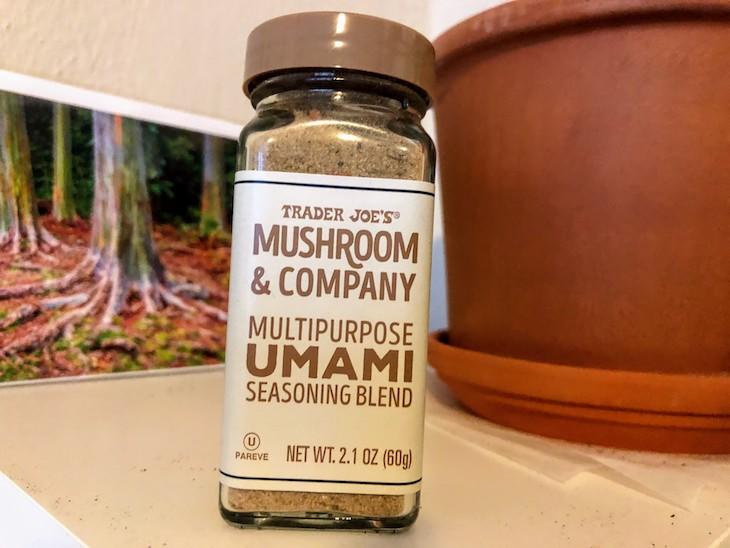 TRADER JOE'S®
MUSHROOM
& COMPANY
MULTIPURPOSE
UMAMI
SEASONING BLEND
U
PAREVE
NET WT. 2.1 OZ (60g)